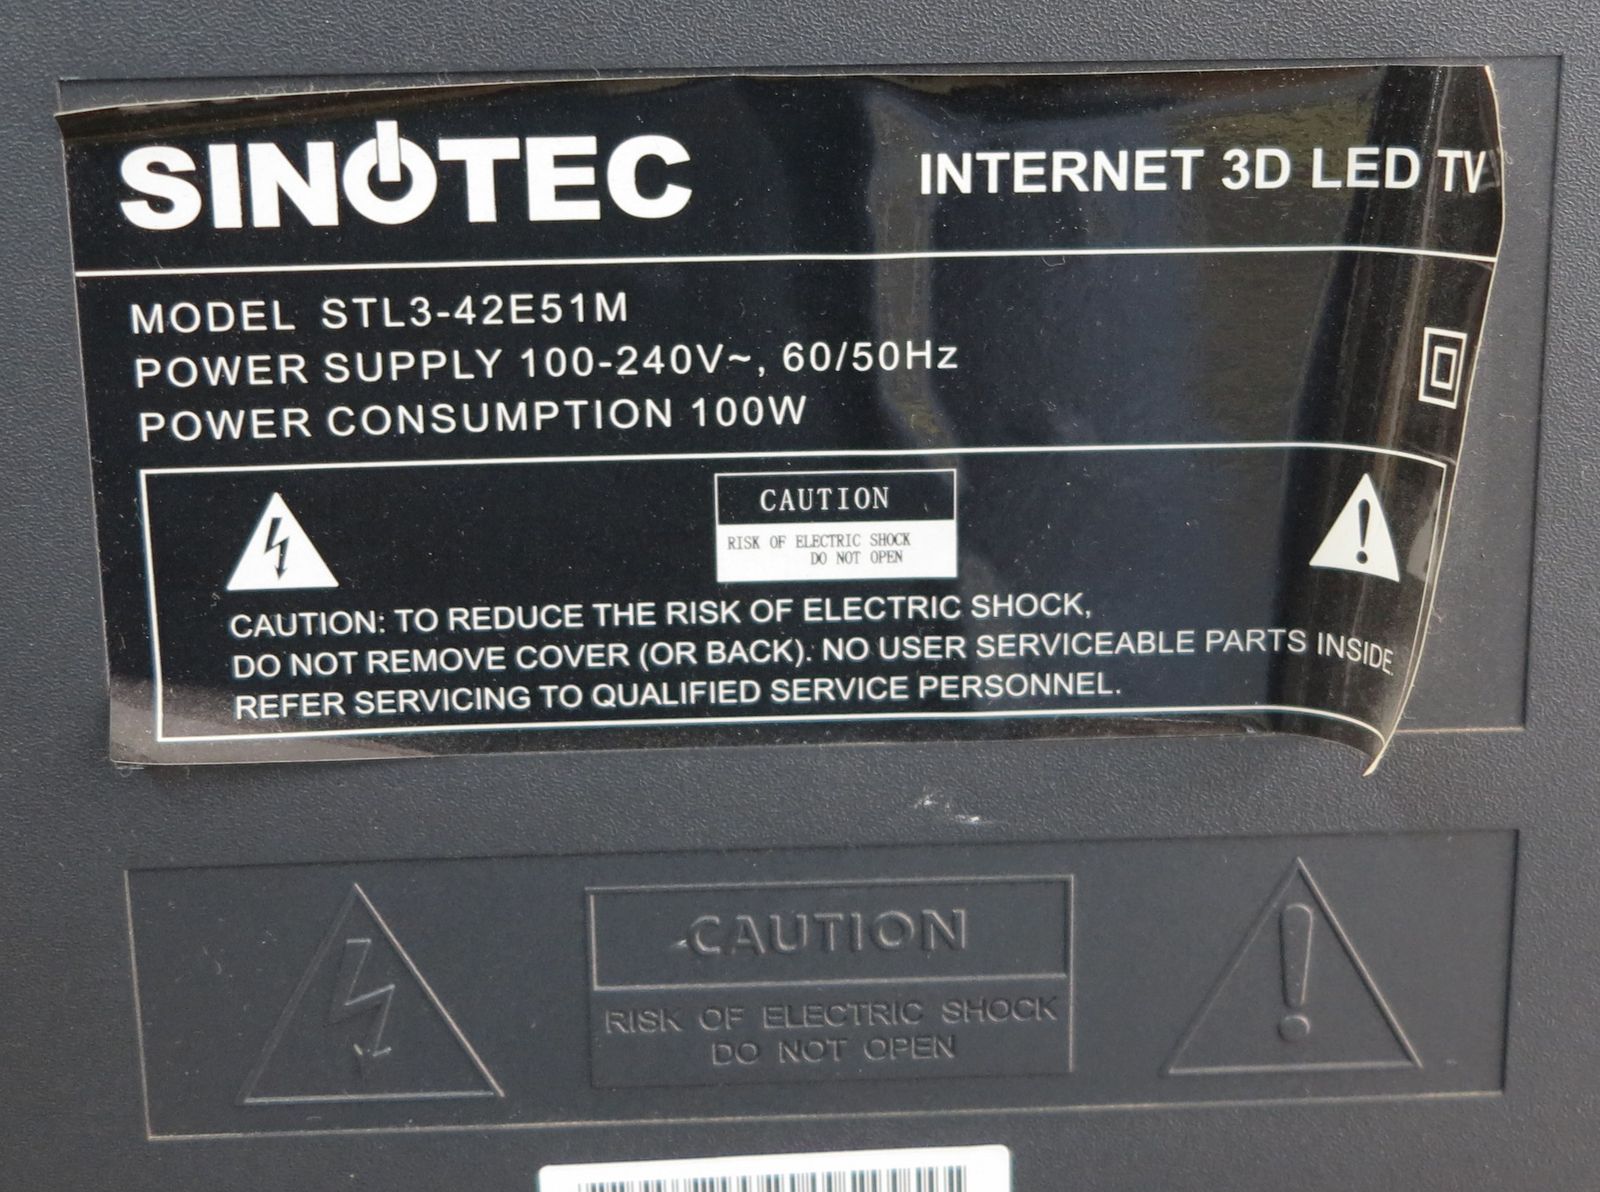 SINOTEC
INTERNET 3D LED TV
MODEL STL3-42E51M
POWER SUPPLY 100-240V~, 60/50Hz
POWER CONSUMPTION 100W
CAUTION
RISK OF ELECTRIC SHOCK
DO NOT OPEN
CAUTION: TO REDUCE THE RISK OF ELECTRIC SHOCK,
DO NOT REMOVE COVER (OR BACK). NO USER SERVICEABLE PARTS INSIDE.
REFER SERVICING TO QUALIFIED SERVICE PERSONNEL.
CAUTION
RISK OF ELECTRIC SHOCK
DO NOT OPEN